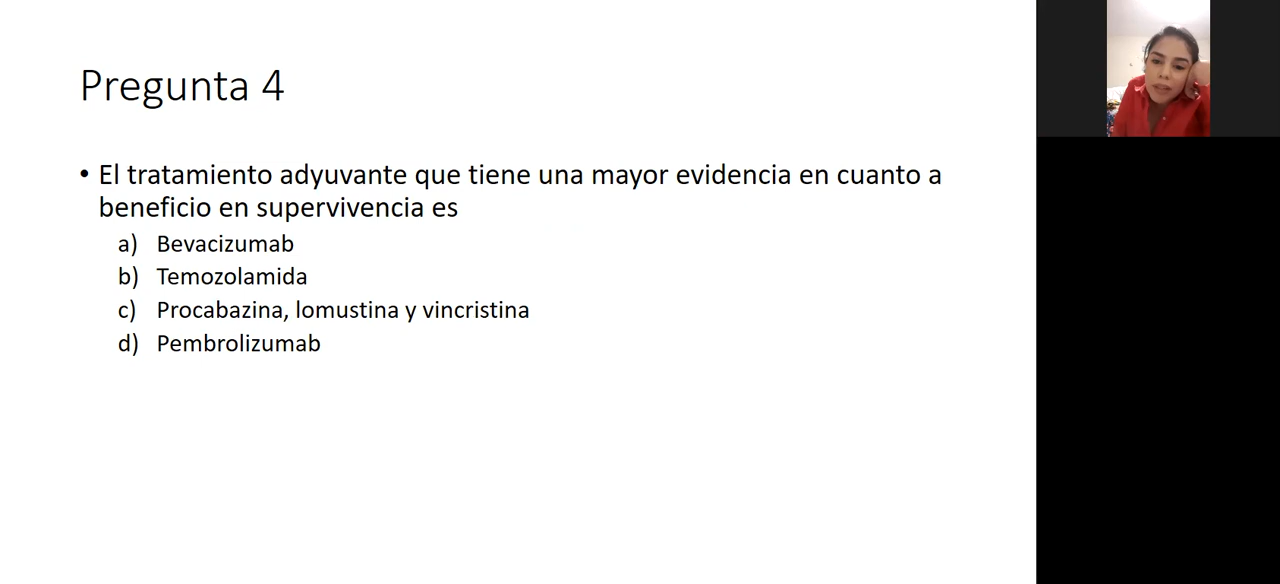 Pregunta 4
• El tratamiento adyuvante que tiene una mayor evidencia en cuanto a
beneficio en supervivencia es
a) Bevacizumab
b) Temozolamida
c) Procabazina, lomustina y vincristina
d) Pembrolizumab